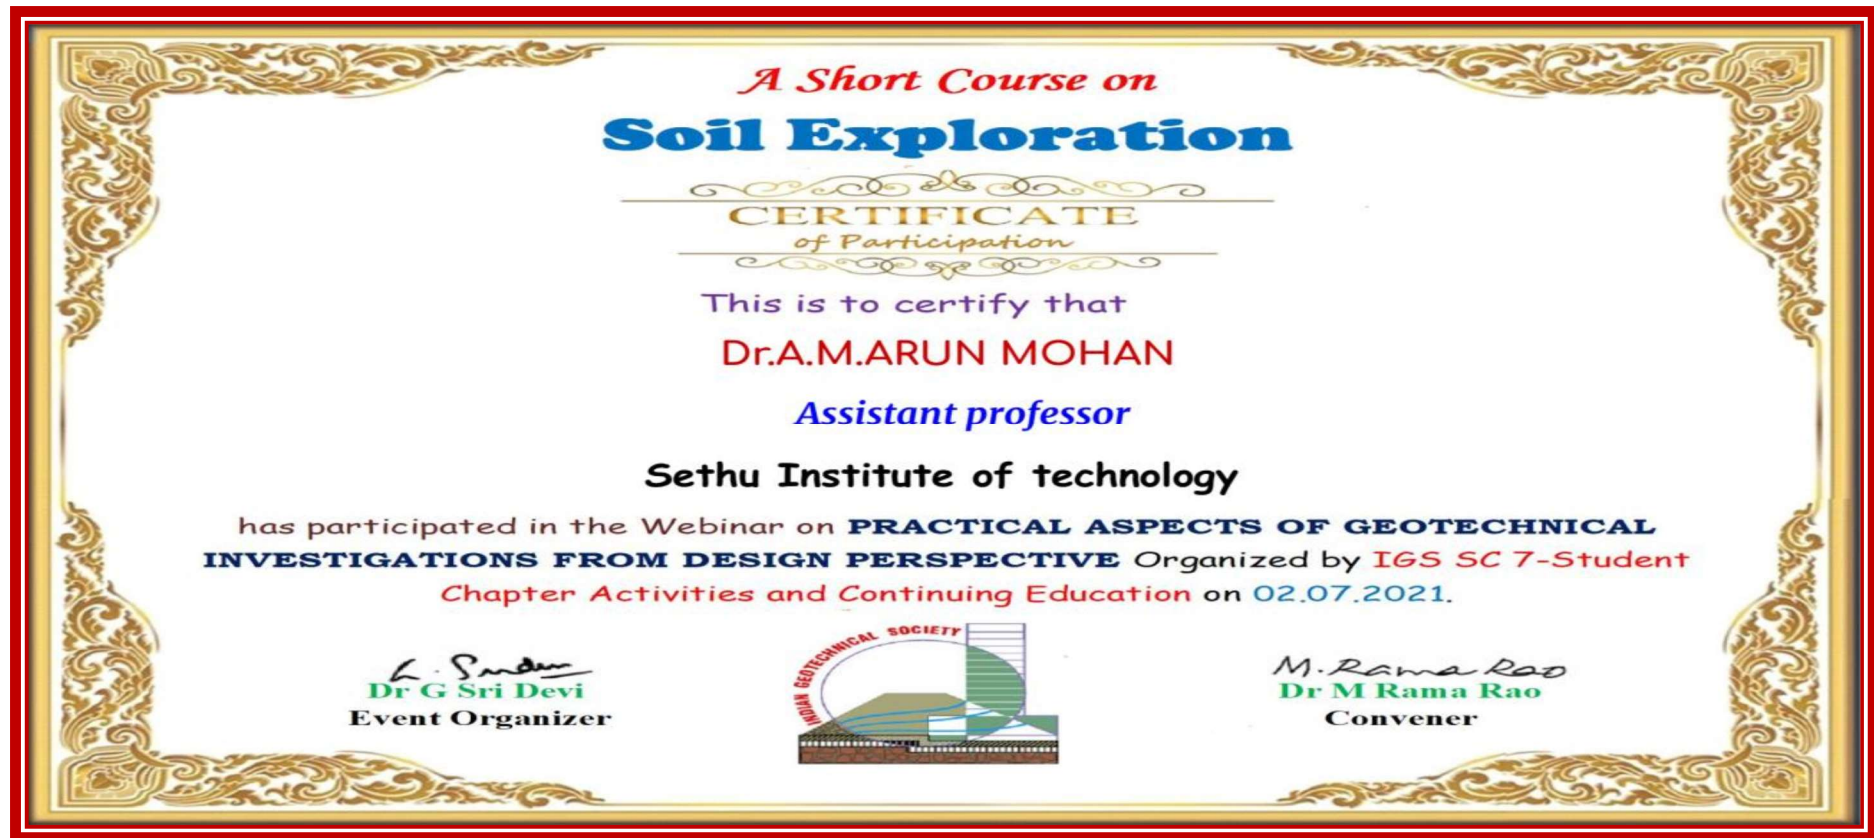 A Short Course on
Soil Exploration
CERTIFICATE
of Participation
This is to certify that
Dr.A.M.ARUN MOHAN
Assistant professor
Sethu Institute of technology
has participated in the Webinar on PRACTICAL ASPECTS OF GEOTECHNICAL
INVESTIGATIONS FROM DESIGN PERSPECTIVE Organized by IGS SC 7-Student
Chapter Activities and Continuing Education on 02.07.2021.
INDIAN GEOTECHNICAL SOCIETY
M. Rama Rao
Dr G Sri Devi
Dr M Rama Rao
Event Organizer
Convener